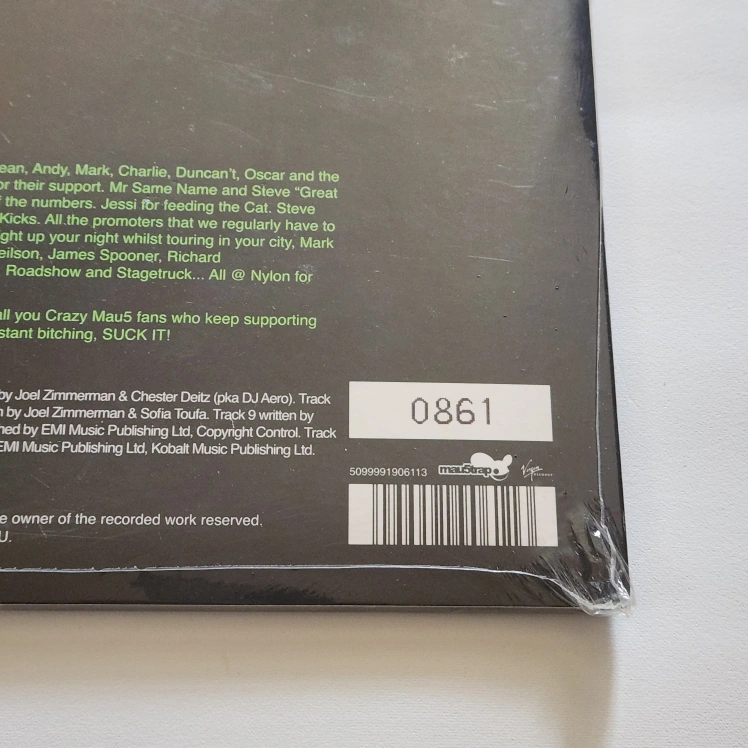 ean, Andy, Mark, Charlie, Duncan't, Oscar and the
or their support. Mr Same Name and Steve "Great
f the numbers. Jessi for feeding the Cat. Steve
Kicks. All the promoters that we regularly have to
ght up your night whilst touring in your city, Mark
eilson, James Spooner, Richard
Roadshow and Stagetruck... All @ Nylon for
all you Crazy Mau5 fans who keep supporting
stant bitching, SUCK IT!
by Joel Zimmerman & Chester Deitz (pka DJ Aero). Track
n by Joel Zimmerman & Sofia Toufa. Track 9 written by
hed by EMI Music Publishing Ltd, Copyright Control. Track
EMI Music Publishing Ltd, Kobalt Music Publishing Ltd.
0861
5099991906113 mau5trap Virgin RECORDS
e owner of the recorded work reserved.
U.